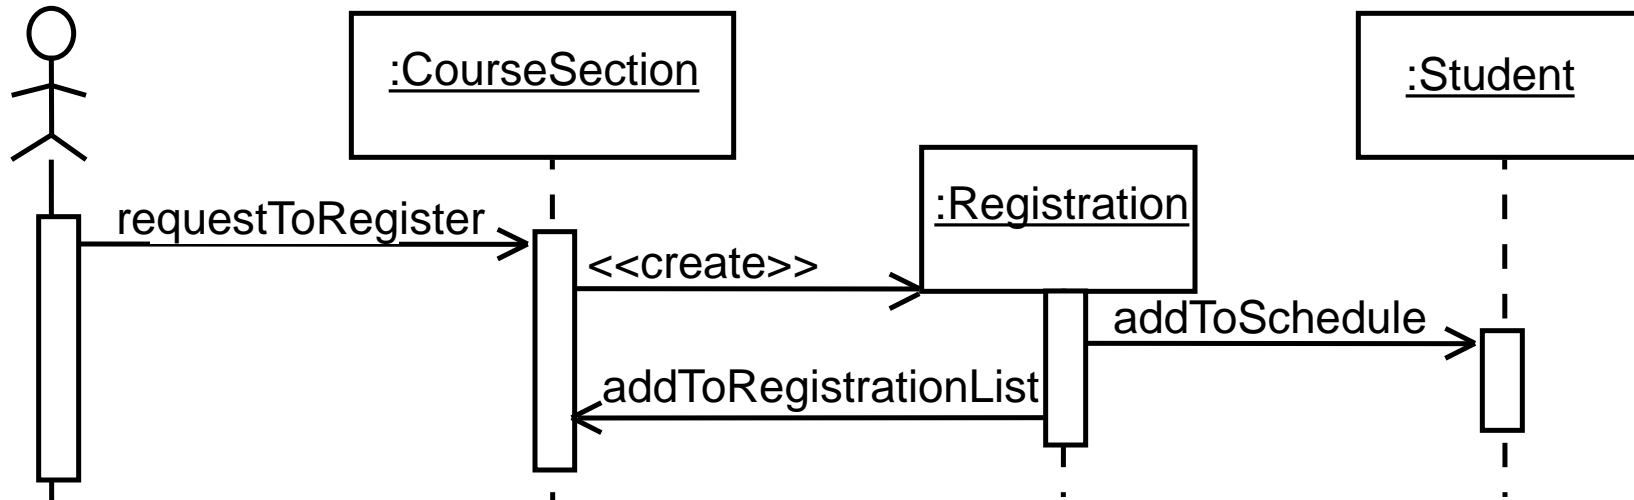 :CourseSection
:Student
:Registration
requestToRegister
<<create>>
addToSchedule
addToRegistrationList